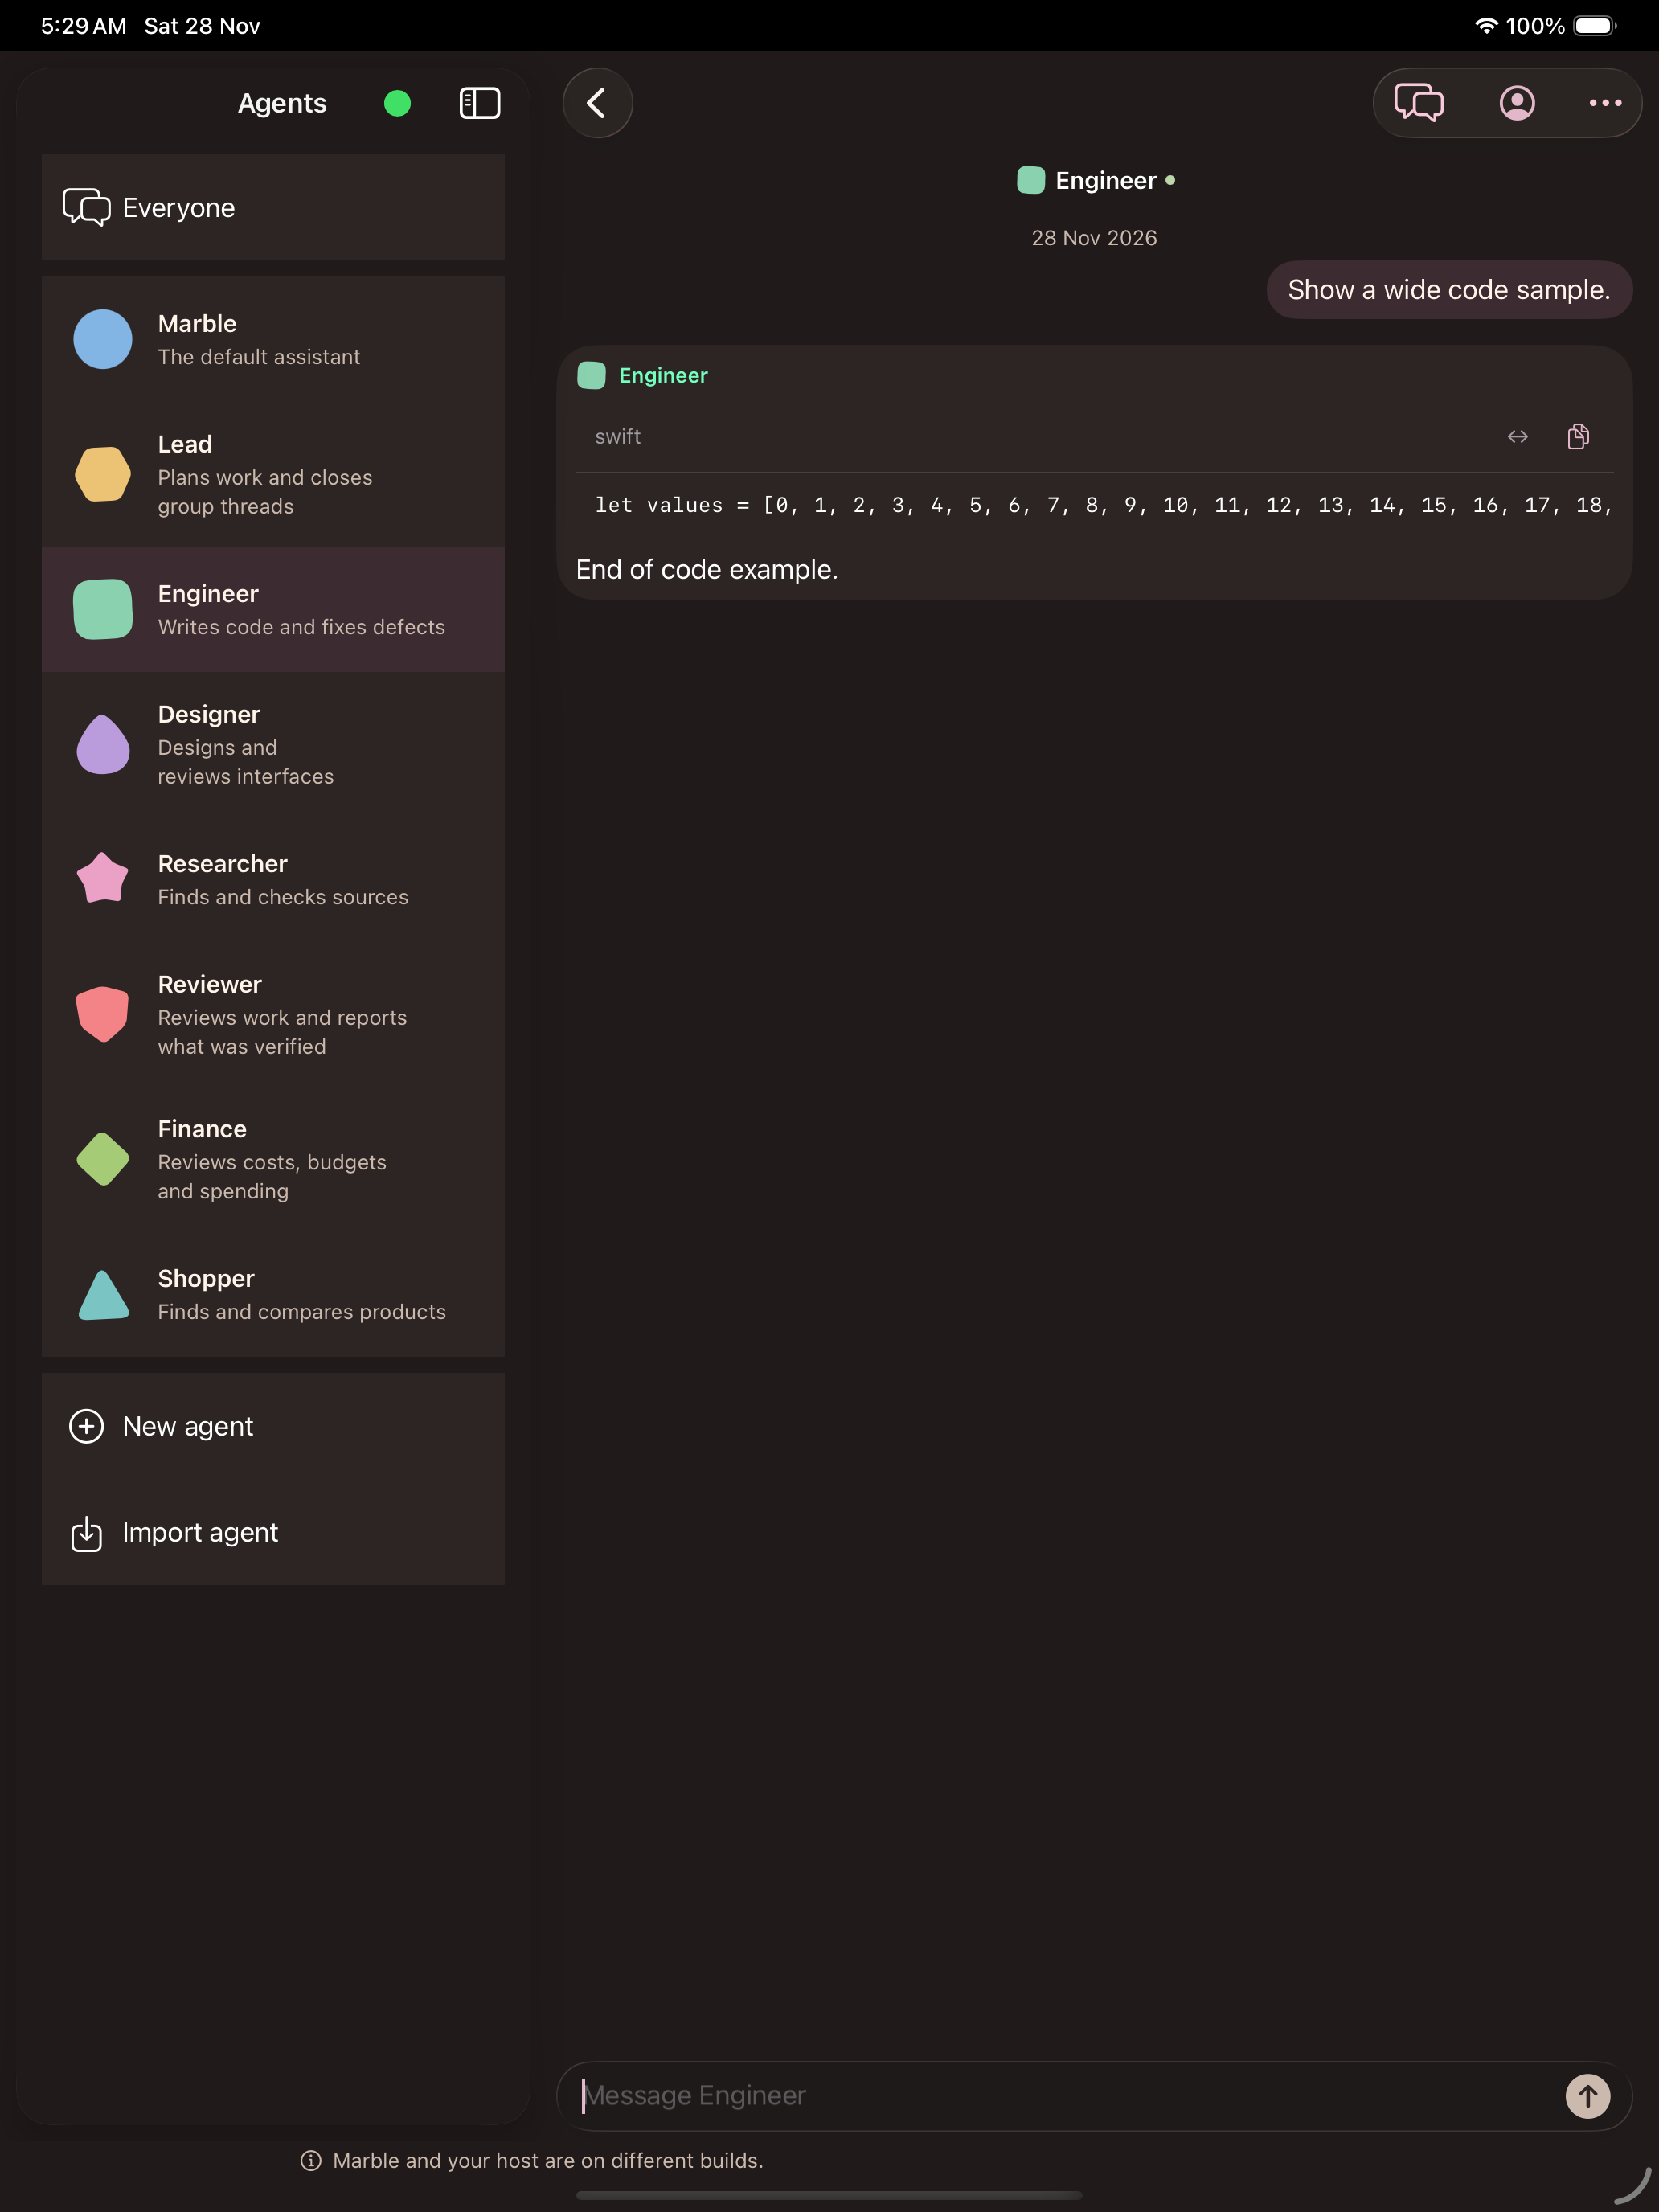 5:29 AM Sat 28 Nov
100%
Agents
Everyone
Marble
The default assistant
Lead
Plans work and closes
group threads
Engineer
Writes code and fixes defects
Designer
Designs and
reviews interfaces
Researcher
Finds and checks sources
Reviewer
Reviews work and reports
what was verified
Finance
Reviews costs, budgets
and spending
Shopper
Finds and compares products
New agent
Import agent
Engineer
28 Nov 2026
Show a wide code sample.
Engineer
swift
let values = [0, 1, 2, 3, 4, 5, 6, 7, 8, 9, 10, 11, 12, 13, 14, 15, 16, 17, 18,
End of code example.
Message Engineer
Marble and your host are on different builds.